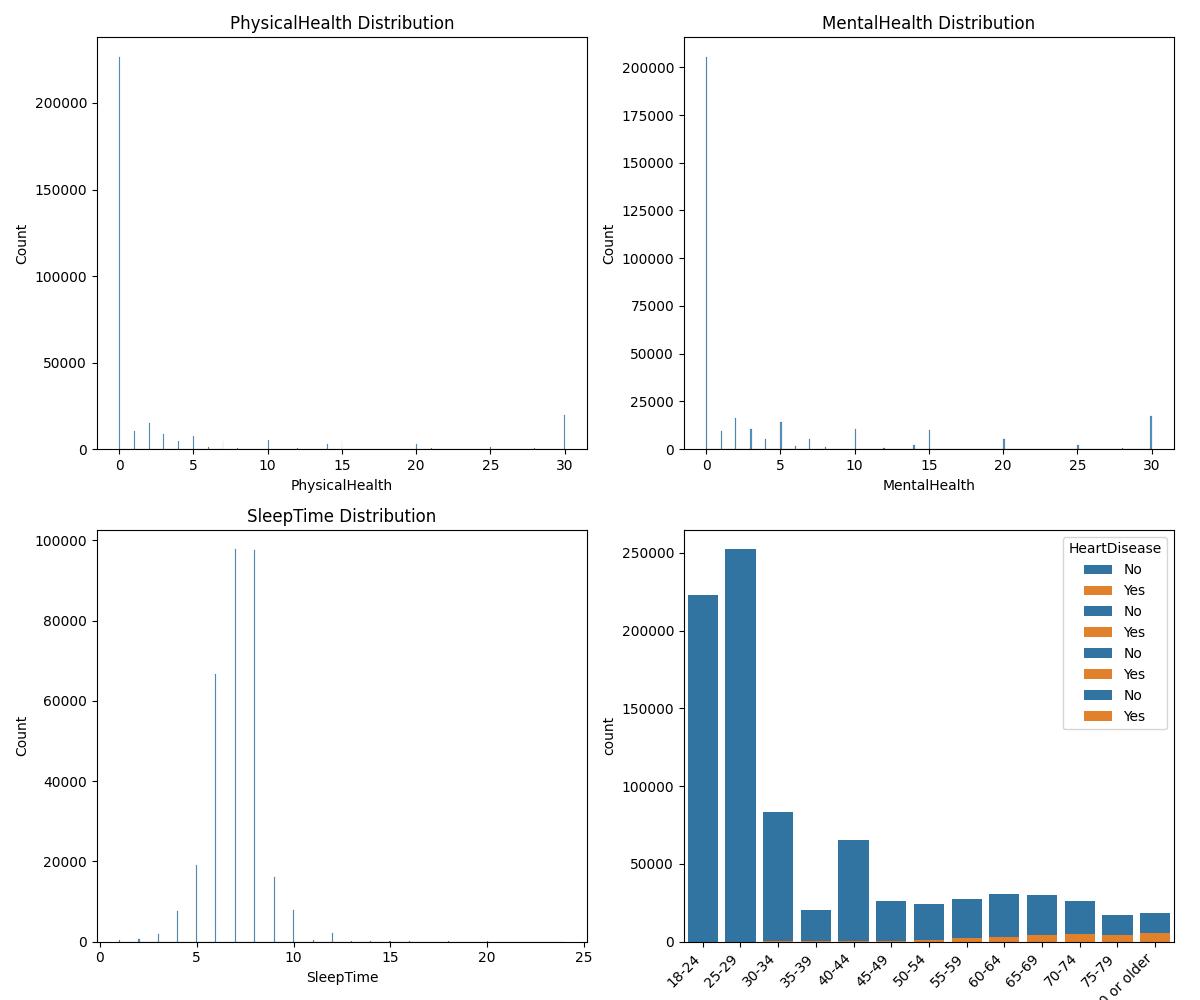 PhysicalHealth Distribution
Count
200000
150000
100000
50000
0
0 5 10 15 20 25 30
PhysicalHealth
MentalHealth Distribution
Count
200000
175000
150000
125000
100000
75000
50000
25000
0
0 5 10 15 20 25 30
MentalHealth
SleepTime Distribution
Count
100000
80000
60000
40000
20000
0
0 5 10 15 20 25
SleepTime
count
250000
200000
150000
100000
50000
0
HeartDisease
No
Yes
No
Yes
No
Yes
No
Yes
18-24 25-29 30-34 35-39 40-44 45-49 50-54 55-59 60-64 65-69 70-74 75-79 or older